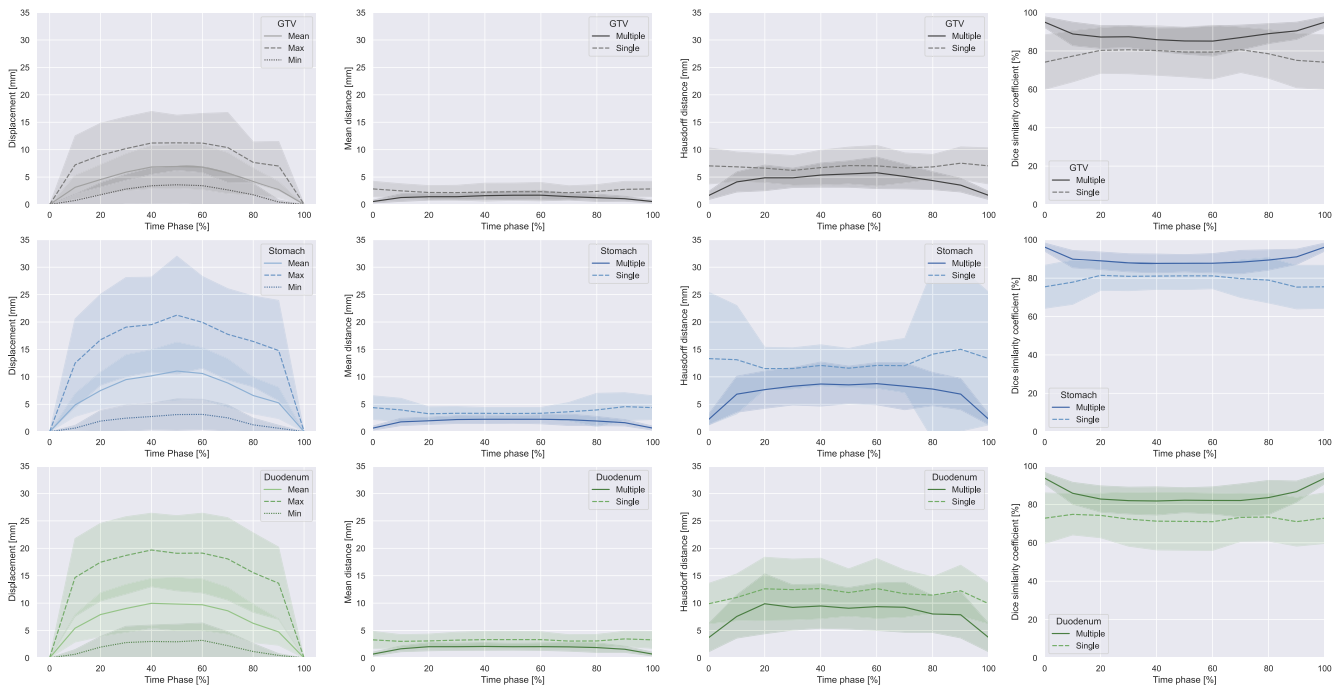 GTV
Mean
Max
Min
Displacement [mm]
35
30
25
20
15
10
5
0
0 20 40 60 80 100
Time Phase [%]
GTV
Multiple
Single
Mean distance [mm]
35
30
25
20
15
10
5
0
0 20 40 60 80 100
Time phase [%]
GTV
Multiple
Single
Hausdorff distance [mm]
35
30
25
20
15
10
5
0
0 20 40 60 80 100
Time phase [%]
Dice similarity coefficient [%]
100
80
60
40
20
0
GTV
Multiple
Single
0 20 40 60 80 100
Time phase [%]
Stomach
Mean
Max
Min
Displacement [mm]
35
30
25
20
15
10
5
0
0 20 40 60 80 100
Time Phase [%]
Stomach
Multiple
Single
Mean distance [mm]
35
30
25
20
15
10
5
0
0 20 40 60 80 100
Time phase [%]
Stomach
Multiple
Single
Hausdorff distance [mm]
35
30
25
20
15
10
5
0
0 20 40 60 80 100
Time phase [%]
Dice similarity coefficient [%]
100
80
60
40
20
0
Stomach
Multiple
Single
0 20 40 60 80 100
Time phase [%]
Duodenum
Mean
Max
Min
Displacement [mm]
35
30
25
20
15
10
5
0
0 20 40 60 80 100
Time Phase [%]
Duodenum
Multiple
Single
Mean distance [mm]
35
30
25
20
15
10
5
0
0 20 40 60 80 100
Time phase [%]
Duodenum
Multiple
Single
Hausdorff distance [mm]
35
30
25
20
15
10
5
0
0 20 40 60 80 100
Time phase [%]
Dice similarity coefficient [%]
100
80
60
40
20
0
Duodenum
Multiple
Single
0 20 40 60 80 100
Time phase [%]